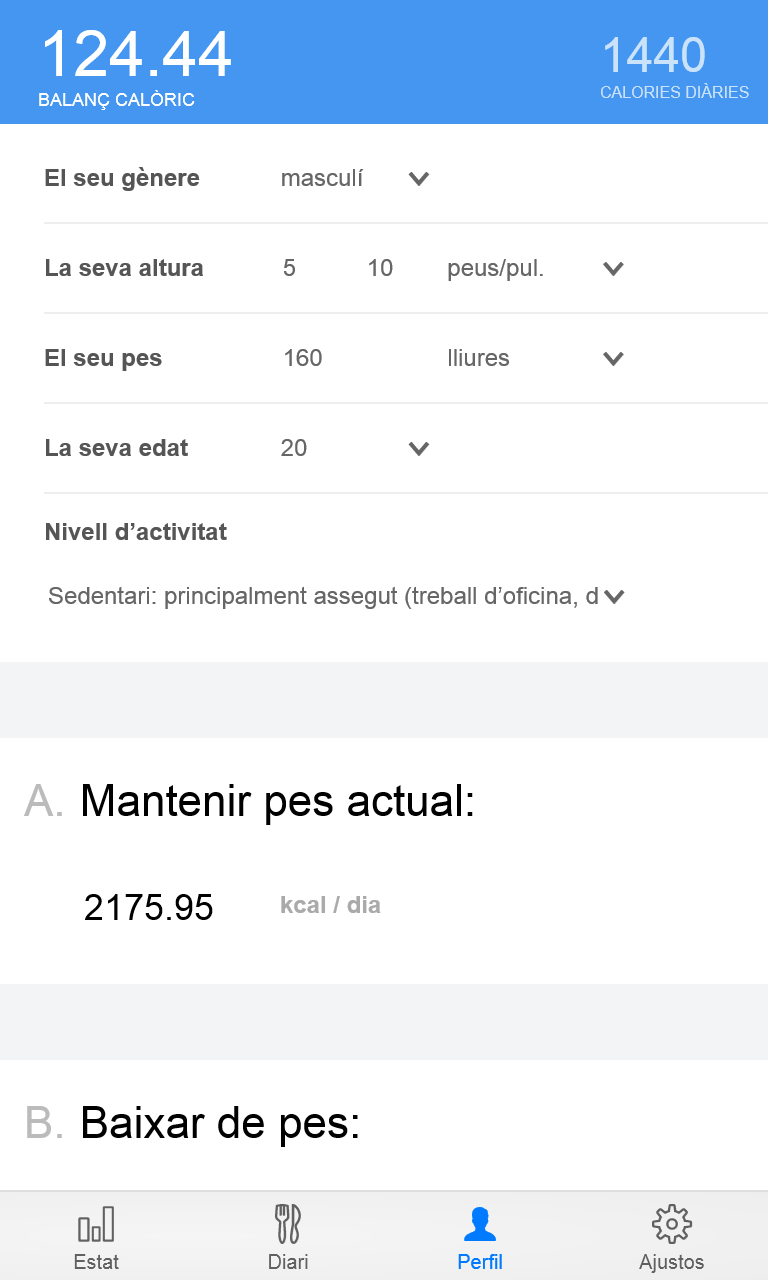 124.44
1440
BALANÇ CALÒRIC
CALORIES DIÀRIES
El seu gènere masculí
La seva altura 5 10 peus/pul.
El seu pes 160 lliures
La seva edat 20
Nivell d’activitat
Sedentari: principalment assegut (treball d’oficina, d
A. Mantenir pes actual:
2175.95 kcal / dia
B. Baixar de pes:
Estat Diari Perfil Ajustos